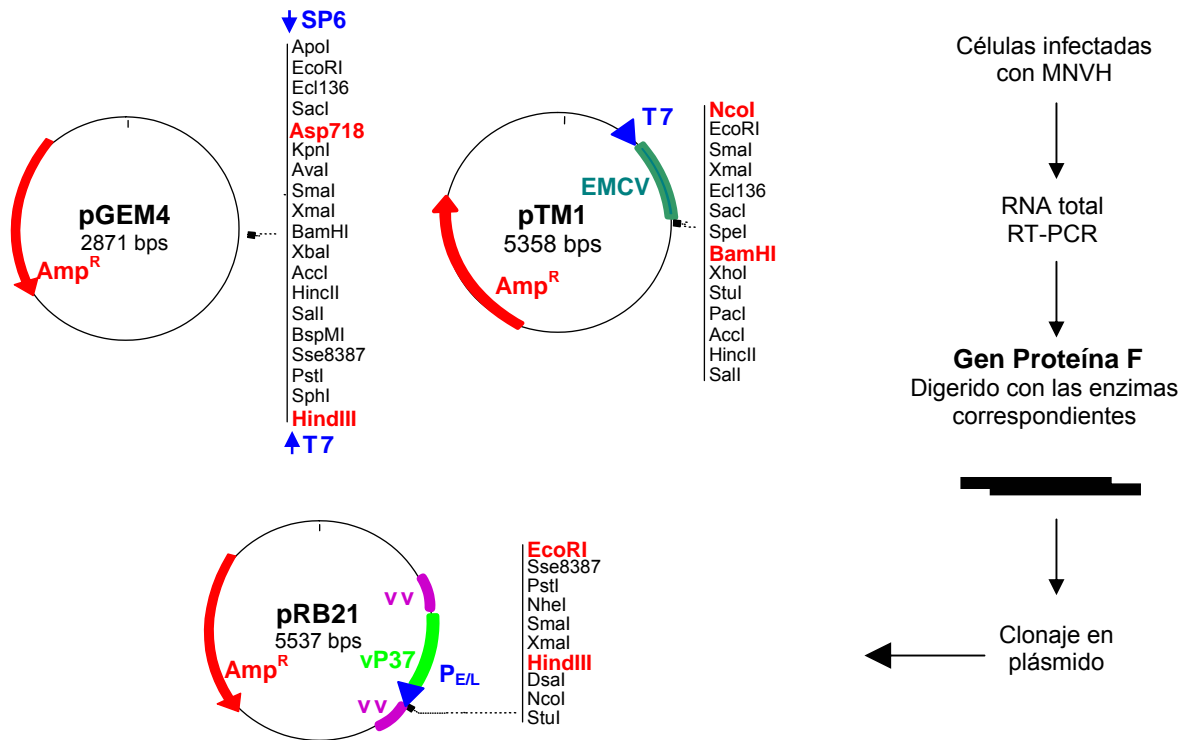 SP6
ApoI
EcoRI
Ecl136
SacI
Asp718
KpnI
AvaI
SmaI
XmaI
BamHI
XbaI
AccI
HincII
SalI
BspMI
Sse8387
PstI
SphI
HindIII
T7
pGEM4
2871 bps
Amp^R
T7
EMCV
pTM1
5358 bps
Amp^R
NcoI
EcoRI
SmaI
XmaI
Ecl136
SacI
SpeI
BamHI
XhoI
StuI
PacI
AccI
HincII
SalI
Células infectadas
con MNVH
RNA total
RT-PCR
Gen Proteína F
Digerido con las enzimas
correspondientes
Clonaje en
plásmido
pRB21
5537 bps
Amp^R
vv
vP37
P_E/L
vv
EcoRI
Sse8387
PstI
NheI
SmaI
XmaI
HindIII
DsaI
NcoI
StuI